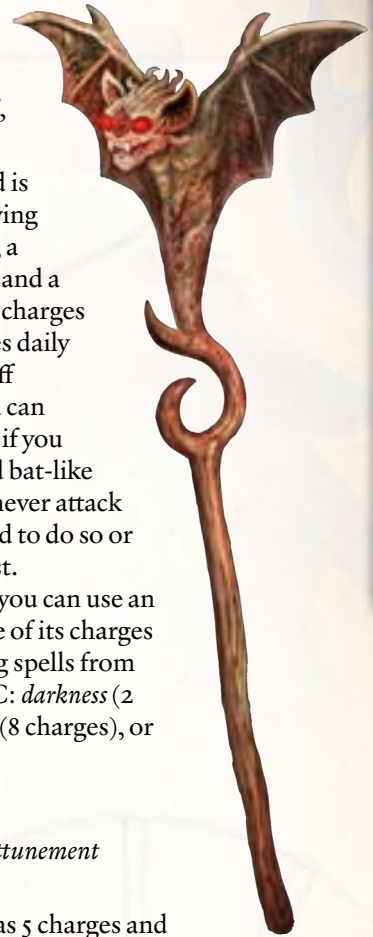 d is
ing
a
and a
charges
es daily
ff
can
if you
d bat-like
never attack
d to do so or
st.
you can use an
e of its charges
g spells from
C: darkness (2
(8 charges), or
ttunement
as 5 charges and